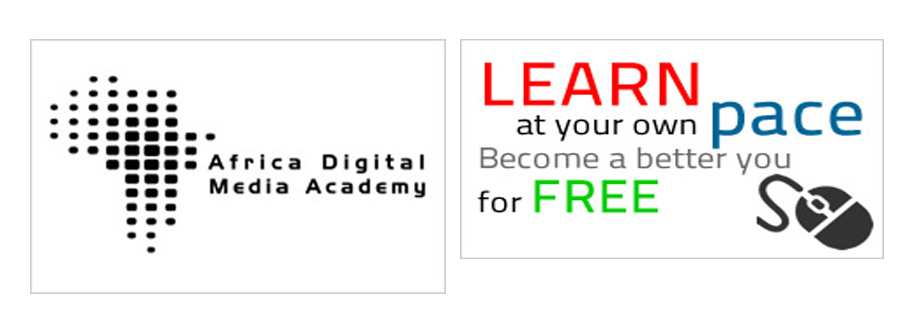 Africa Digital
Media Academy
LEARN
at your own pace
Become a better you
for FREE